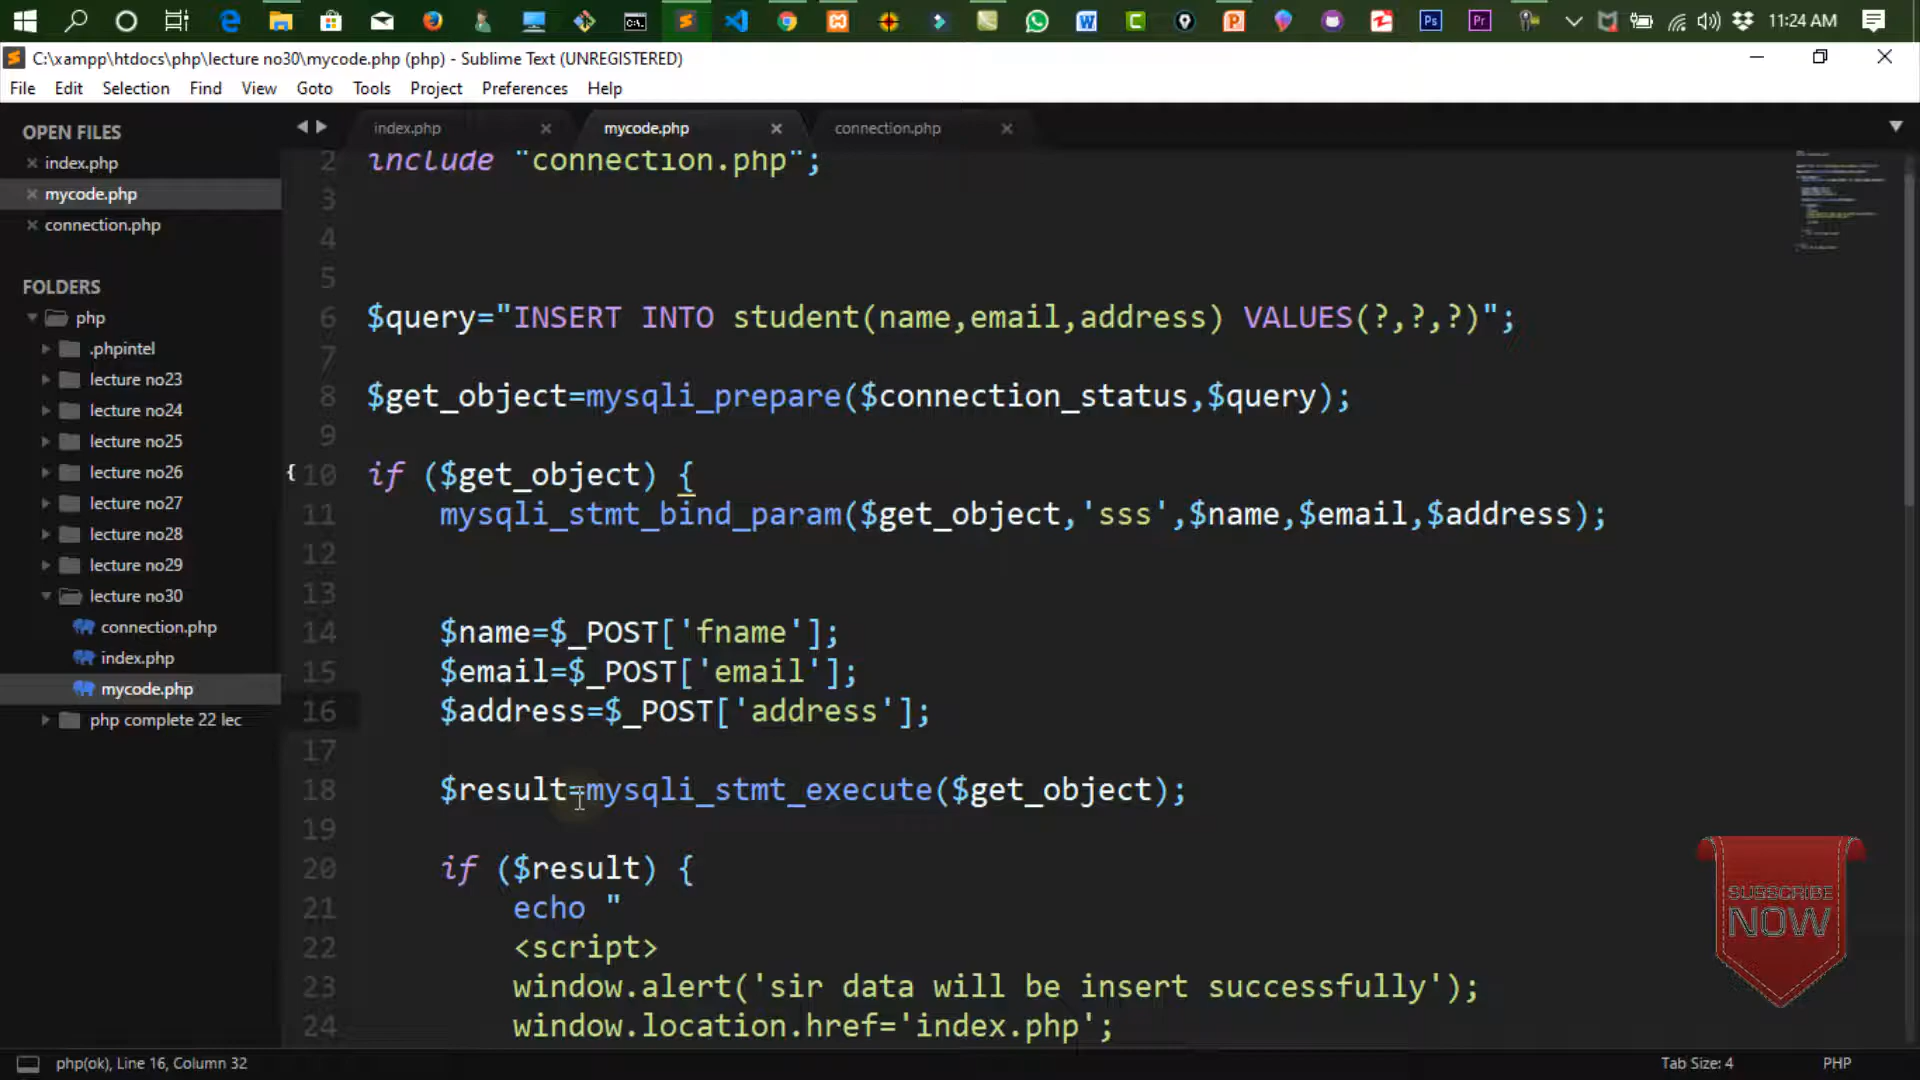 11:24 AM
C:\xampp\htdocs\php\lecture no30\mycode.php (php) - Sublime Text (UNREGISTERED)
File Edit Selection Find View Goto Tools Project Preferences Help
OPEN FILES
index.php
mycode.php
connection.php
FOLDERS
php
.phpintel
lecture no23
lecture no24
lecture no25
lecture no26
lecture no27
lecture no28
lecture no29
lecture no30
connection.php
index.php
mycode.php
php complete 22 lec
index.php mycode.php connection.php
2 include "connection.php";
3
4
5
6 $query="INSERT INTO student(name,email,address) VALUES(?,?,?)";
7
8 $get_object=mysqli_prepare($connection_status,$query);
9
10 if ($get_object) {
11 mysqli_stmt_bind_param($get_object,'sss',$name,$email,$address);
12
13
14 $name=$_POST['fname'];
15 $email=$_POST['email'];
16 $address=$_POST['address'];
17
18 $result=mysqli_stmt_execute($get_object);
19
20 if ($result) {
21 echo "
22 <script>
23 window.alert('sir data will be insert successfully');
24 window.location.href='index.php';
SUBSCRIBE
NOW
php(ok), Line 16, Column 32
Tab Size: 4
PHP